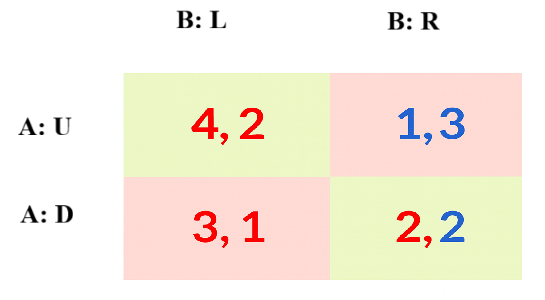 B: L B: R
A: U 4, 2 1,3
A: D 3, 1 2,2